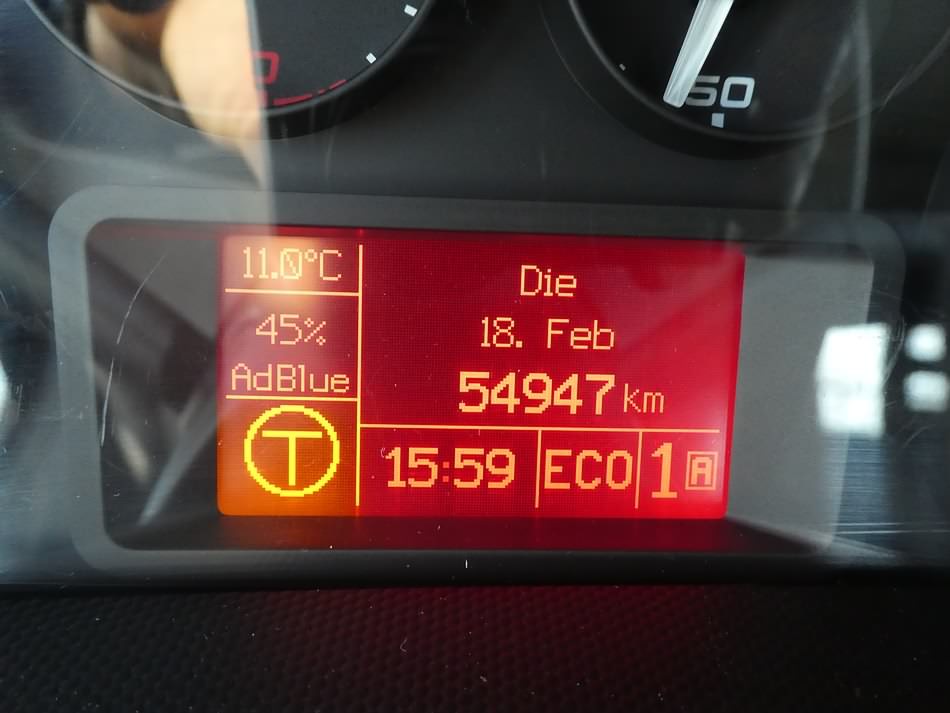 50
11.0°C
45%
AdBlue
T
Die
18. Feb
54947 km
15:59 ECO 1 A